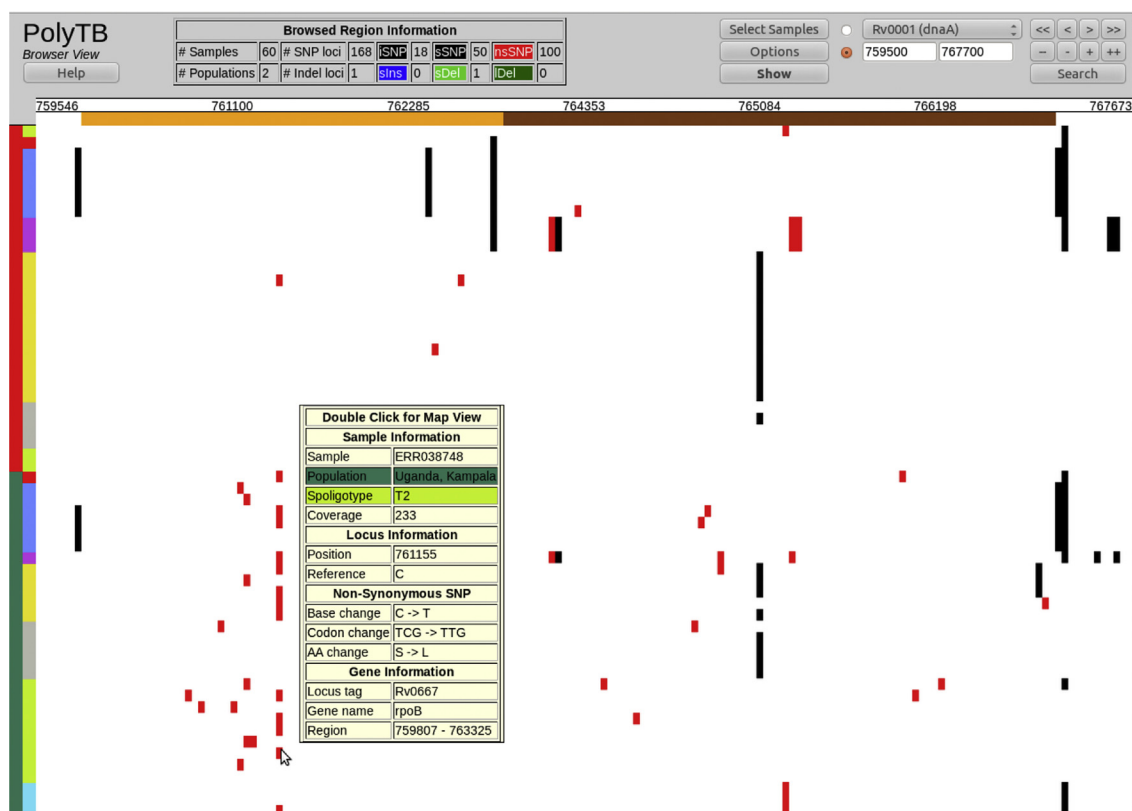 PolyTB
Browser View
Help
Browsed Region Information
# Samples 60 # SNP loci 168 iSNP 18 sSNP 50 nsSNP 100
# Populations 2 # Indel loci 1 sIns 0 sDel 1 lDel 0
Select Samples Rv0001 (dnaA) << < > >>
Options 759500 767700 -- - + ++
Show Search
759546 761100 762285 764353 765084 766198 767673
Double Click for Map View
Sample Information
Sample ERR038748
Population Uganda, Kampala
Spoligotype T2
Coverage 233
Locus Information
Position 761155
Reference C
Non-Synonymous SNP
Base change C -> T
Codon change TCG -> TTG
AA change S -> L
Gene Information
Locus tag Rv0667
Gene name rpoB
Region 759807 - 763325